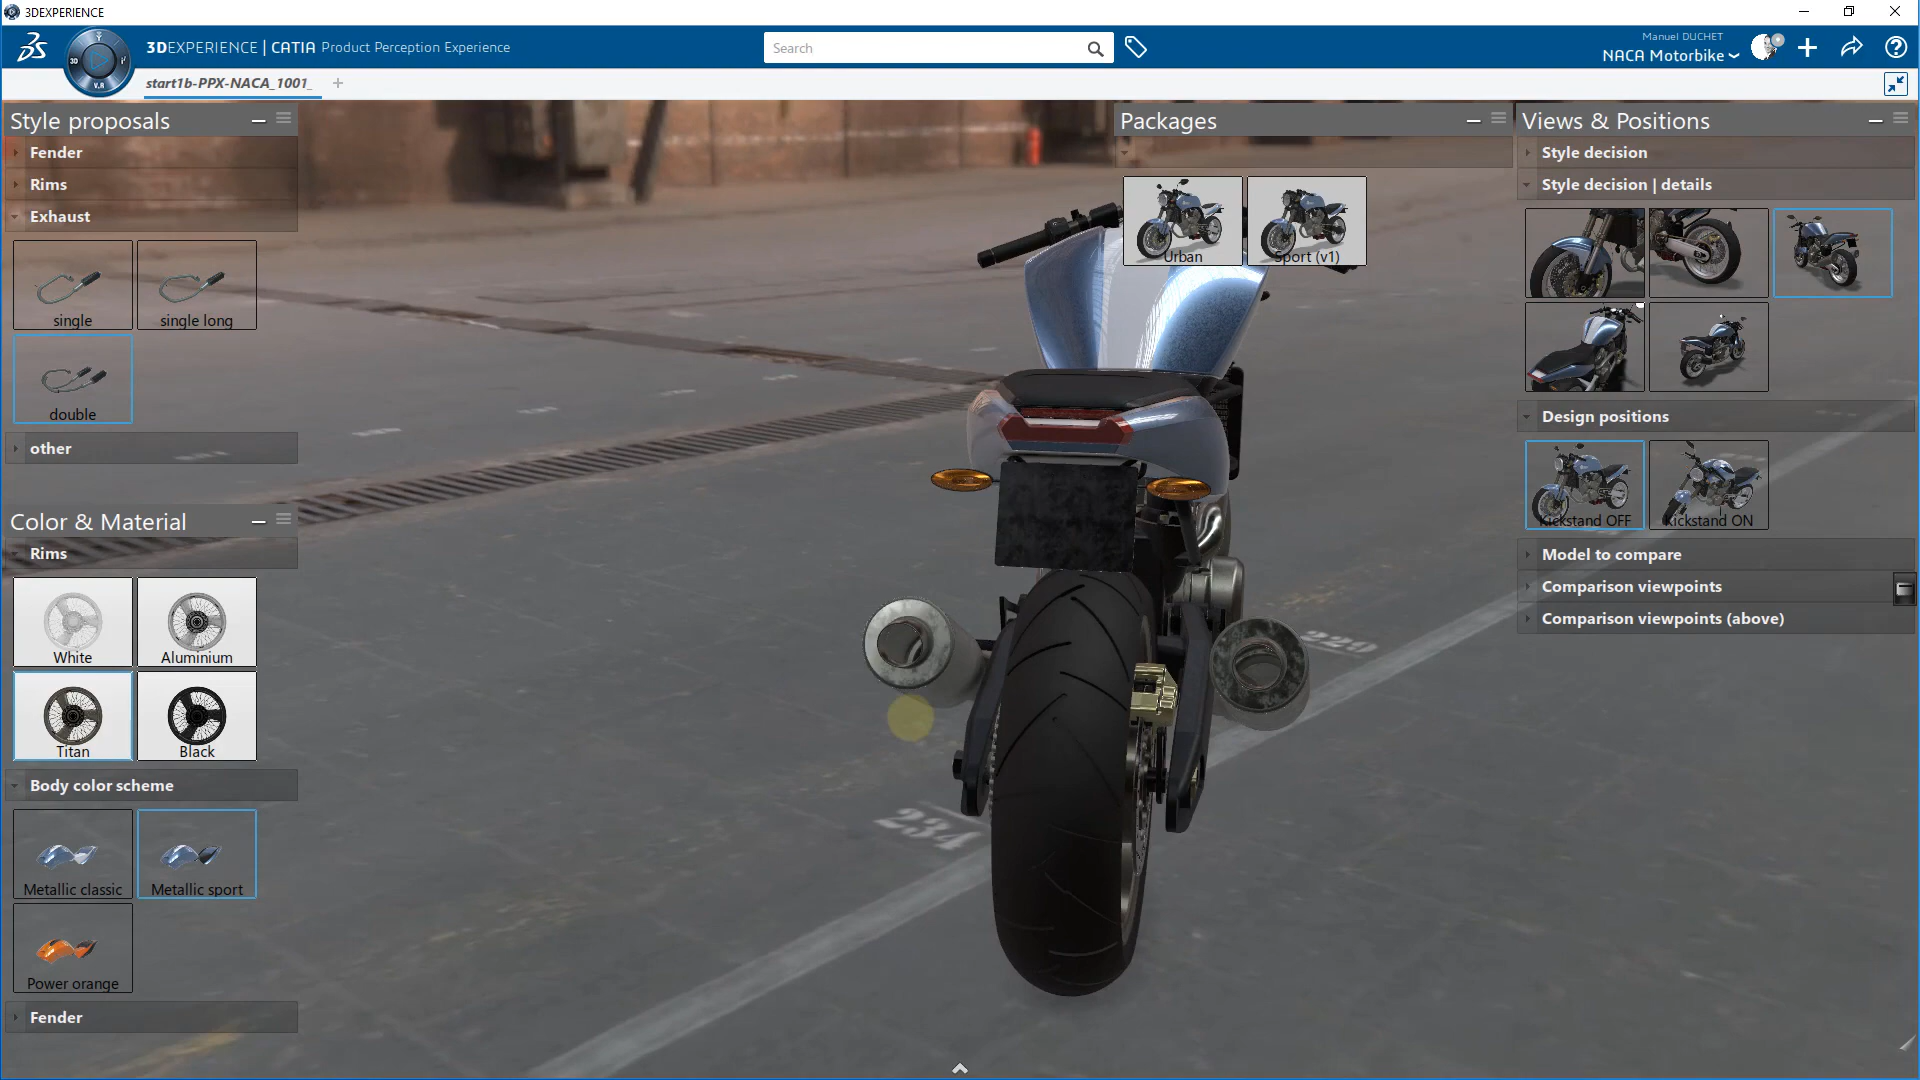 3DEXPERIENCE
3DEXPERIENCE | CATIA Product Perception Experience
3D
V.R
Search
Manuel DUCHET
NACA Motorbike
start1b-PPX-NACA_1001_
Style proposals
Fender
Rims
Exhaust
single
single long
double
other
Color & Material
Rims
White
Aluminium
Titan
Black
Body color scheme
Metallic classic
Metallic sport
Power orange
Fender
Packages
Urban
Sport (v1)
Views & Positions
Style decision
Style decision | details
Design positions
Kickstand OFF
Kickstand ON
Model to compare
Comparison viewpoints
Comparison viewpoints (above)
229
234